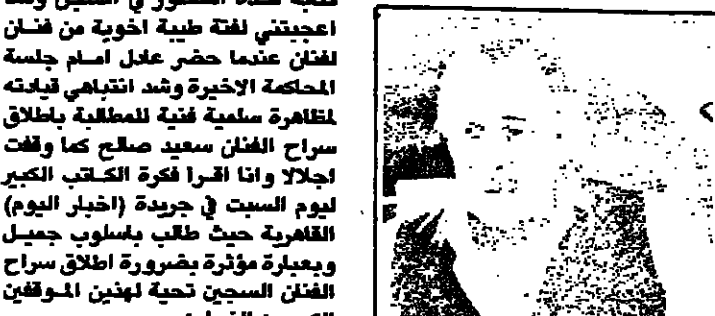 اعجبتني لفتة طيبة اخوية من فنان
لفنان عندما حضر عادل امام جلسة
المحاكمة الاخيرة وشد انتباهي قيادته
لمظاهرة سلمية فنية للمطالبة باطلاق
سراح الفنان سعيد صالح كما وقفت
اجلالا وانا اقرأ فكرة الكاتب الكبير
ليوم السبت في جريدة (اخبار اليوم)
القاهرية حيث طالب باسلوب جميل
وبعبارة مؤثرة بضرورة اطلاق سراح
الفنان السجين تحية لهذين الموقفين